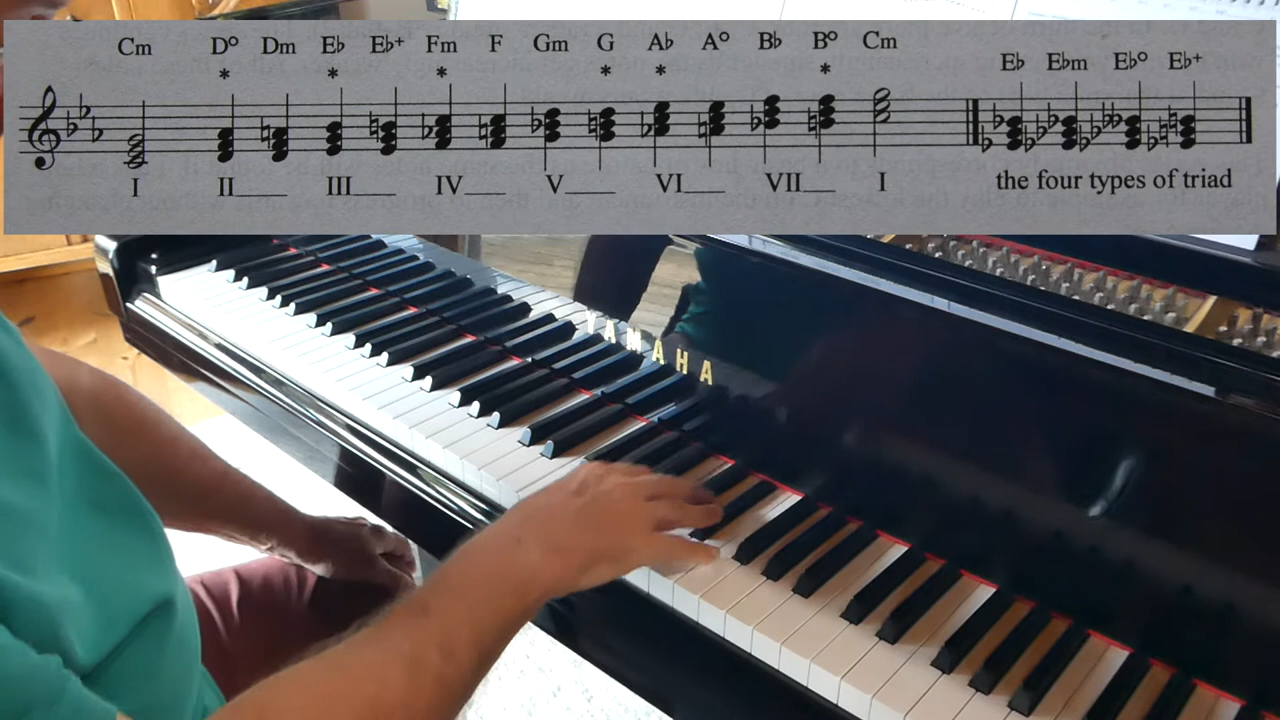 Cm D° Dm E♭ E♭+ Fm F Gm G A♭ A° B♭ B° Cm E♭ E♭m E♭° E♭+
* * * * * *
I II___ III___ IV___ V___ VI___ VII___ I the four types of triad
YAMAHA